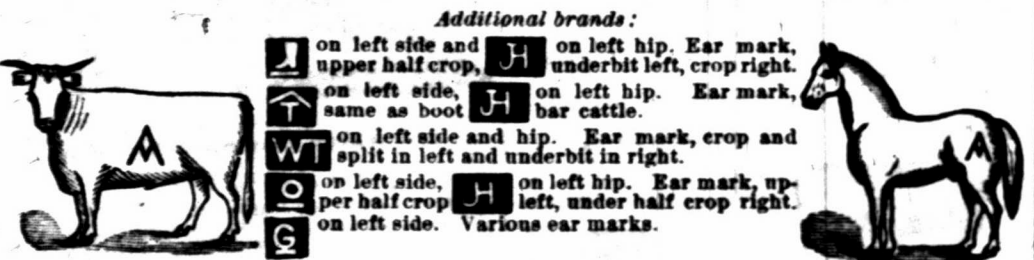 Additional brands:
on left side and JH on left hip. Ear mark,
upper half crop, underbit left, crop right.
T on left side, JH on left hip. Ear mark,
same as boot bar cattle.
WT on left side and hip. Ear mark, crop and
split in left and underbit in right.
O on left side, JH on left hip. Ear mark, up-
per half crop left, under half crop right.
G on left side. Various ear marks.